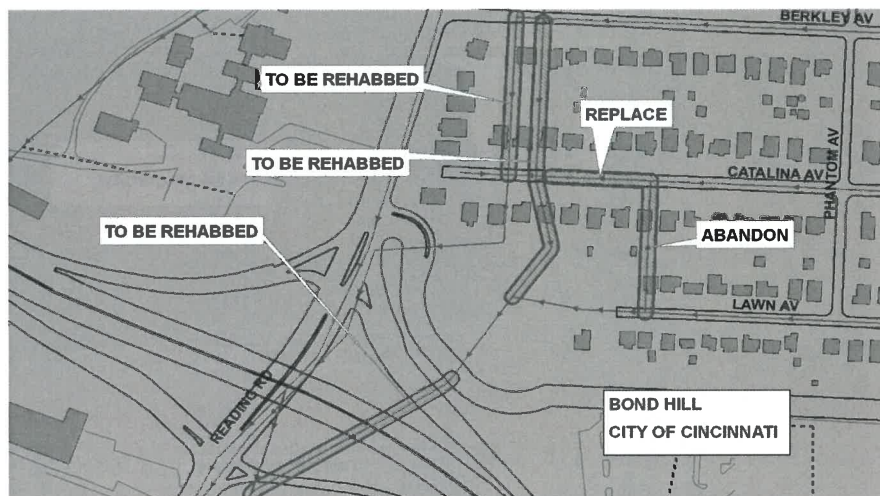 BERKLEY AV
TO BE REHABBED
REPLACE
PHANTOM AV
TO BE REHABBED
CATALINA AV
TO BE REHABBED
ABANDON
LAWN AV
READING RD
BOND HILL
CITY OF CINCINNATI